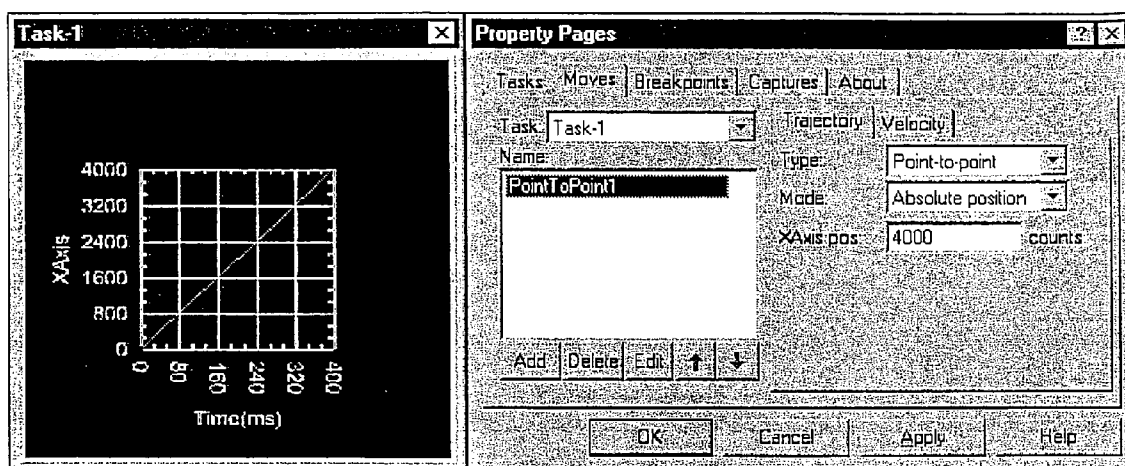 Task-1
4000
3200
2400
1600
800
0
XAxis
0 80 160 240 320 400
Time(ms)
Property Pages
Tasks Moves Breakpoints Captures About
Task: Task-1
Name:
PointToPoint1
Add Delete Edit
Trajectory Velocity
Type: Point-to-point
Mode: Absolute position
XAxis pos: 4000 counts
OK Cancel Apply Help